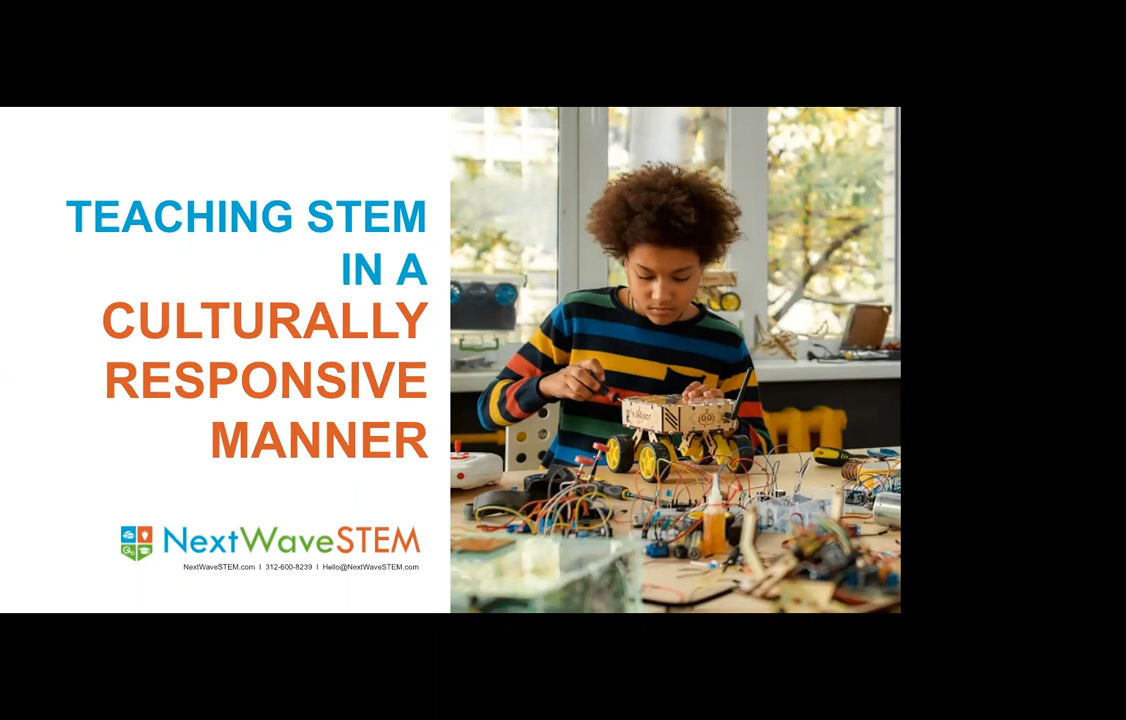 TEACHING STEM
IN A
CULTURALLY
RESPONSIVE
MANNER
NextWaveSTEM
NextWaveSTEM.com I 312-600-8239 I Hello@NextWaveSTEM.com